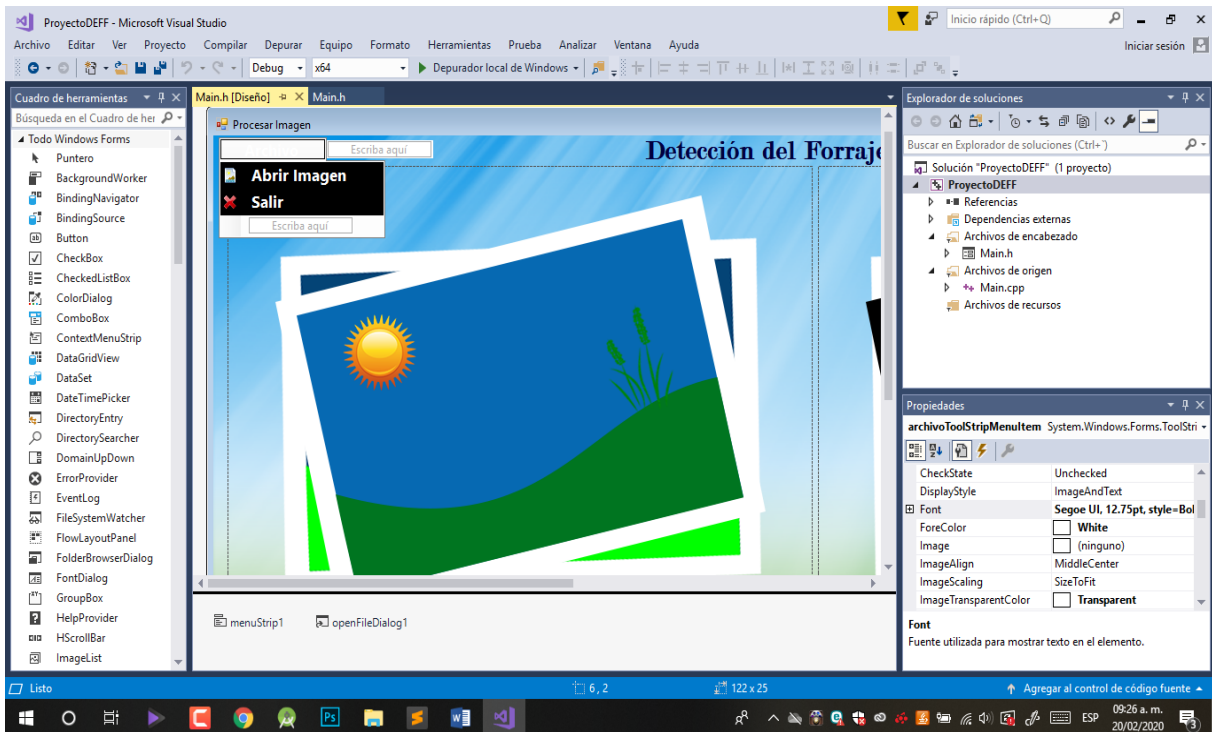 ProyectoDEFF - Microsoft Visual Studio
Inicio rápido (Ctrl+Q)
Archivo Editar Ver Proyecto Compilar Depurar Equipo Formato Herramientas Prueba Analizar Ventana Ayuda
Iniciar sesión
Debug x64 Depurador local de Windows
Cuadro de herramientas
Búsqueda en el Cuadro de her
Todo Windows Forms
Puntero
BackgroundWorker
BindingNavigator
BindingSource
Button
CheckBox
CheckedListBox
ColorDialog
ComboBox
ContextMenuStrip
DataGridView
DataSet
DateTimePicker
DirectoryEntry
DirectorySearcher
DomainUpDown
ErrorProvider
EventLog
FileSystemWatcher
FlowLayoutPanel
FolderBrowserDialog
FontDialog
GroupBox
HelpProvider
HScrollBar
ImageList
Main.h [Diseño] Main.h
Procesar Imagen
Archivo
Escriba aquí
Detección del Forraje
Abrir Imagen
Salir
Escriba aquí
menuStrip1 openFileDialog1
Explorador de soluciones
Buscar en Explorador de soluciones (Ctrl+`)
Solución "ProyectoDEFF" (1 proyecto)
ProyectoDEFF
Referencias
Dependencias externas
Archivos de encabezado
Main.h
Archivos de origen
Main.cpp
Archivos de recursos
Propiedades
archivoToolStripMenuItem System.Windows.Forms.ToolStri
CheckState Unchecked
DisplayStyle ImageAndText
Font Segoe UI, 12.75pt, style=Bol
ForeColor White
Image (ninguno)
ImageAlign MiddleCenter
ImageScaling SizeToFit
ImageTransparentColor Transparent
Font
Fuente utilizada para mostrar texto en el elemento.
Listo
6, 2
122 x 25
Agregar al control de código fuente
Ps
ESP
09:26 a. m.
20/02/2020
3